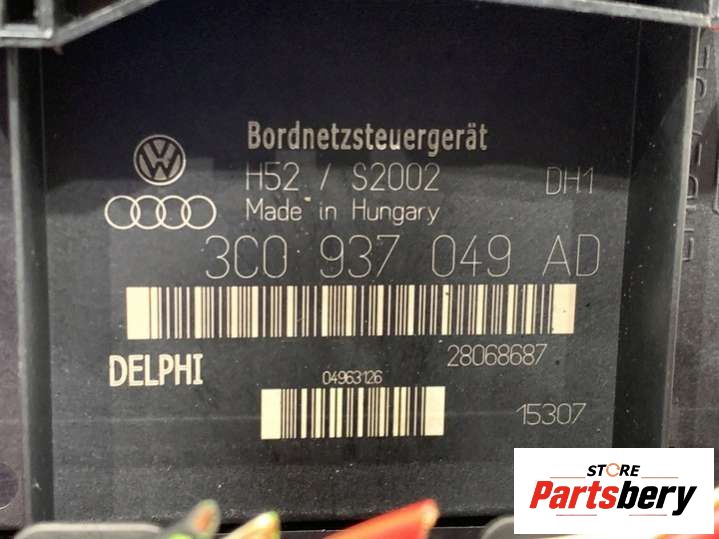 Bordnetzsteuergerät
H52 / S2002 DH1
Made in Hungary
3C0 937 049 AD
DELPHI
28068687
04963126
15307
STORE
Partsbery